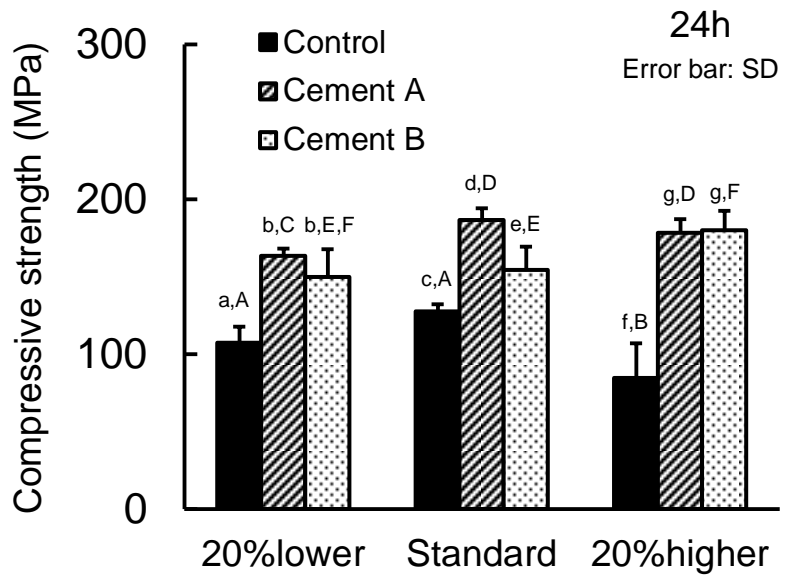 Compressive strength (MPa)
300
200
100
0
Control
Cement A
Cement B
24h
Error bar: SD
a,A
b,C
b,E,F
c,A
d,D
e,E
f,B
g,D
g,F
20%lower
Standard
20%higher